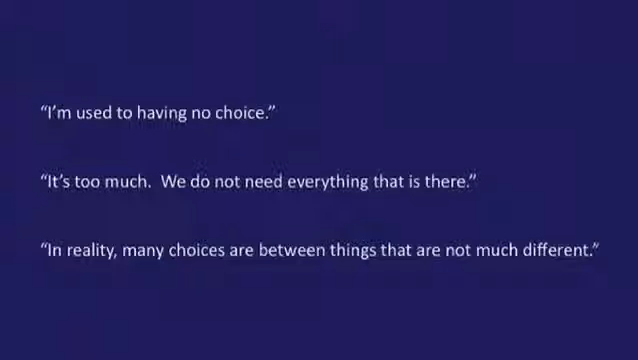 “I’m used to having no choice.”
“It’s too much.  We do not need everything that is there.”
“In reality, many choices are between things that are not much different.”